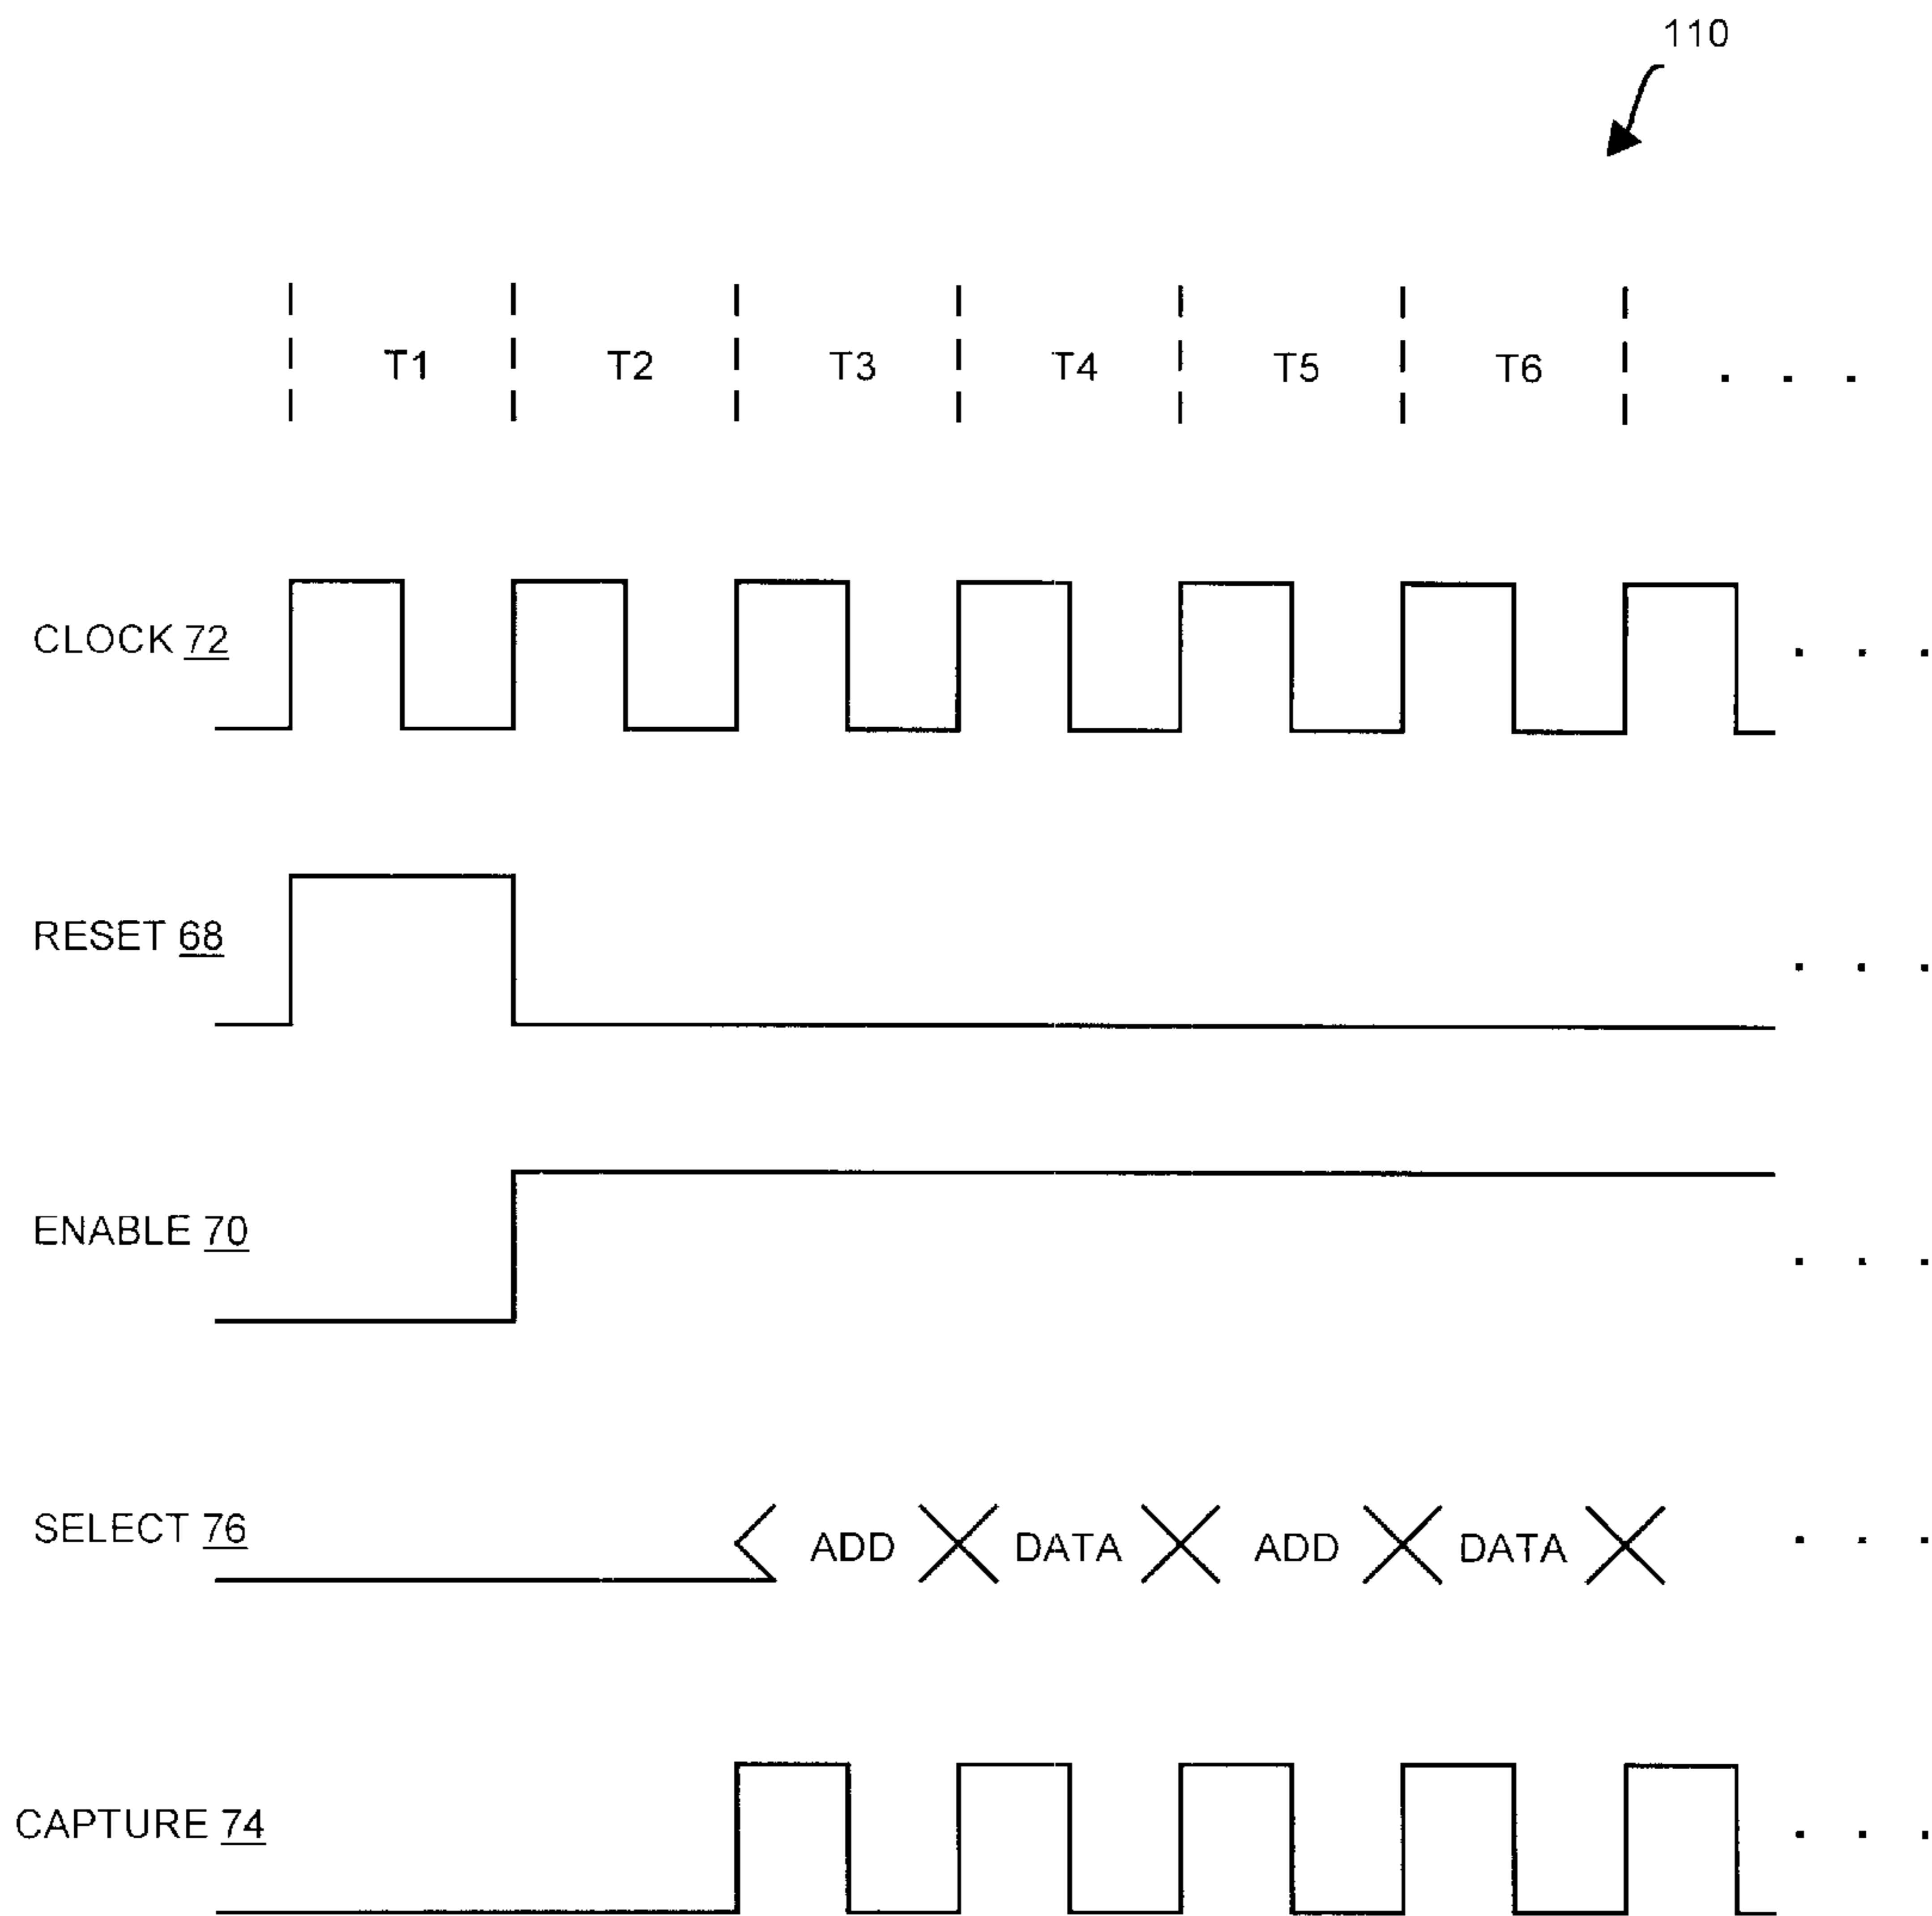 110
T1 T2 T3 T4 T5 T6 . . .
CLOCK 72 . . .
RESET 68 . . .
ENABLE 70 . . .
SELECT 76 ADD DATA ADD DATA . . .
CAPTURE 74 . . .